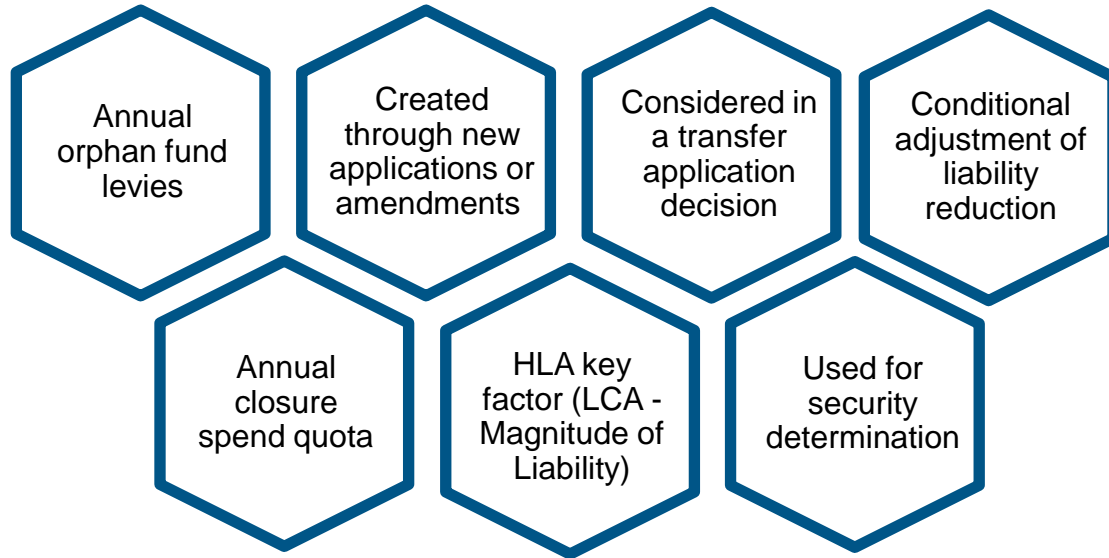 Annual
orphan fund
levies
Created
through new
applications or
amendments
Considered in
a transfer
application
decision
Conditional
adjustment of
liability
reduction
Annual
closure
spend quota
HLA key
factor (LCA -
Magnitude of
Liability)
Used for
security
determination